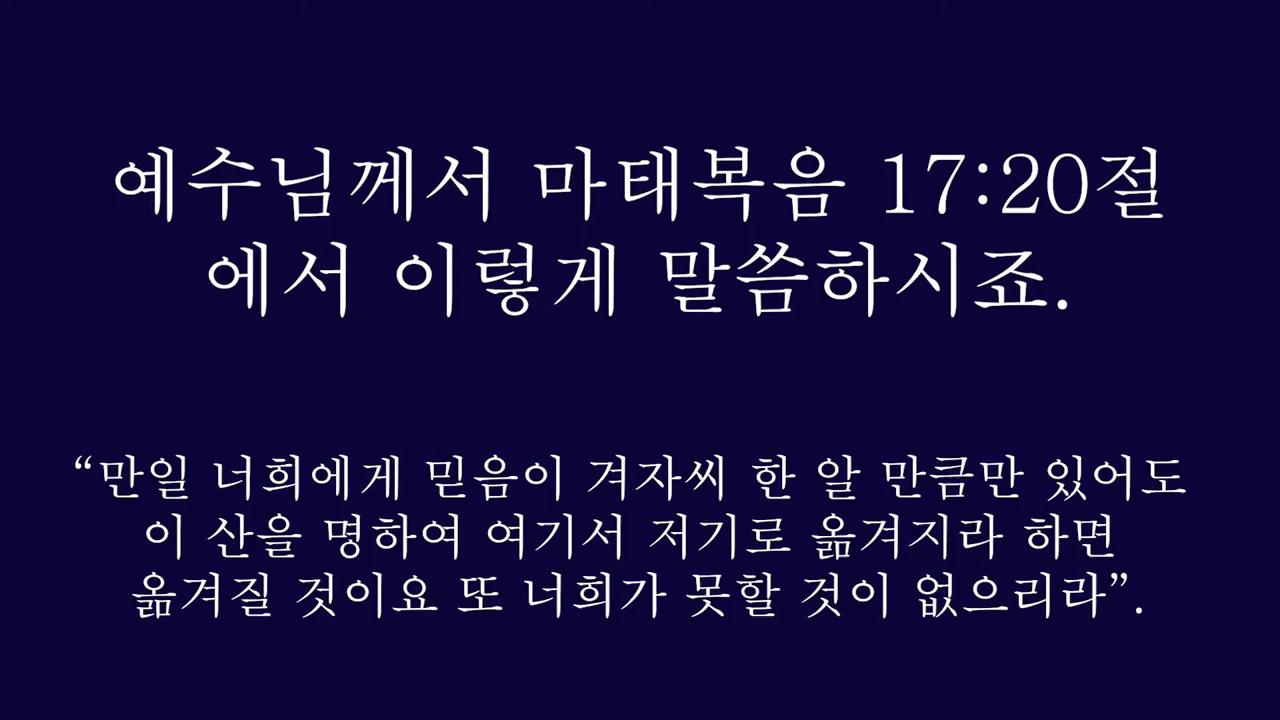 예수님께서 마태복음 17:20절
에서 이렇게 말씀하시죠.
“만일 너희에게 믿음이 겨자씨 한 알 만큼만 있어도
이 산을 명하여 여기서 저기로 옮겨지라 하면
옮겨질 것이요 또 너희가 못할 것이 없으리라”.